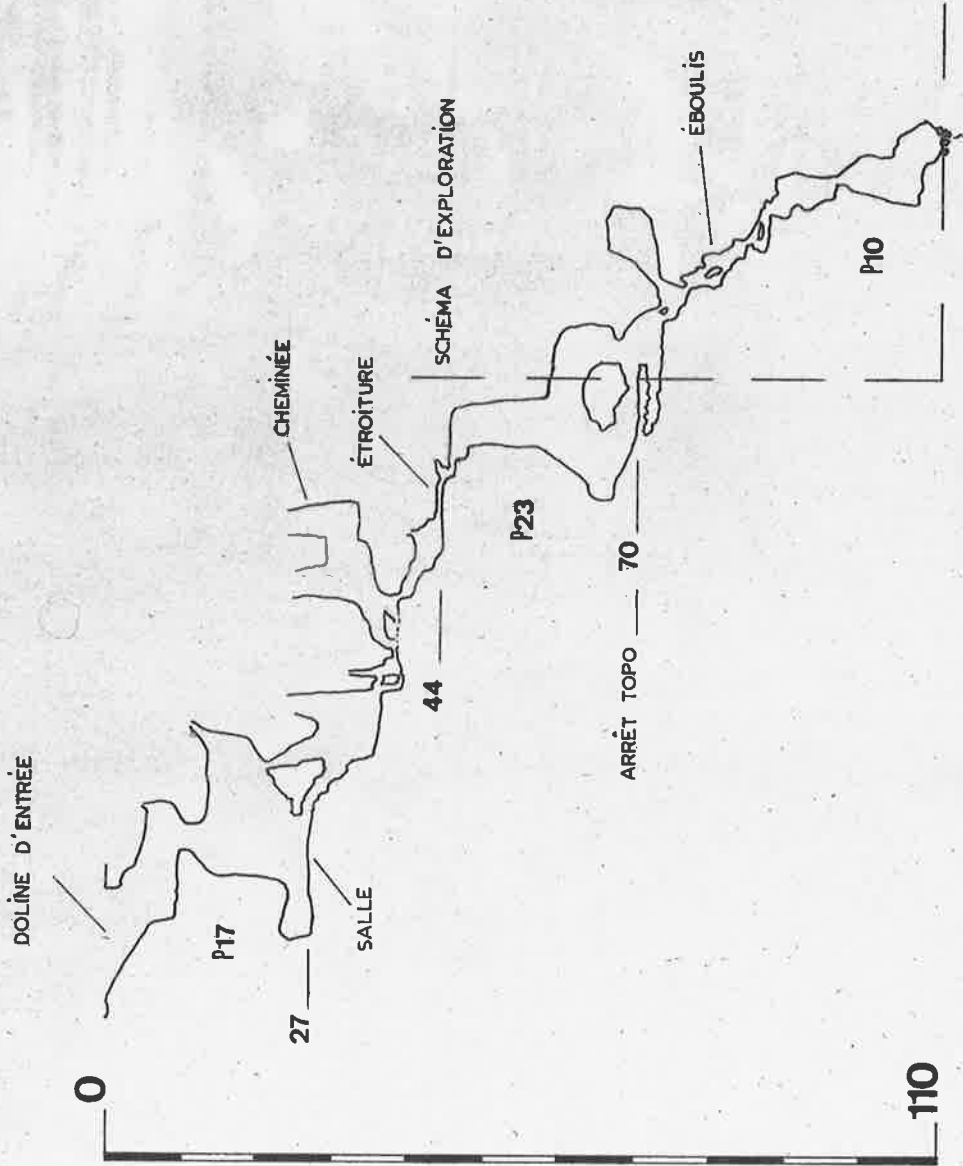 DOLINE D'ENTRÉE
0
P17
27
SALLE
CHEMINÉE
ÉTROITURE
44
SCHÉMA D'EXPLORATION
P23
ARRÊT TOPO
70
ÉBOULIS
P10
110